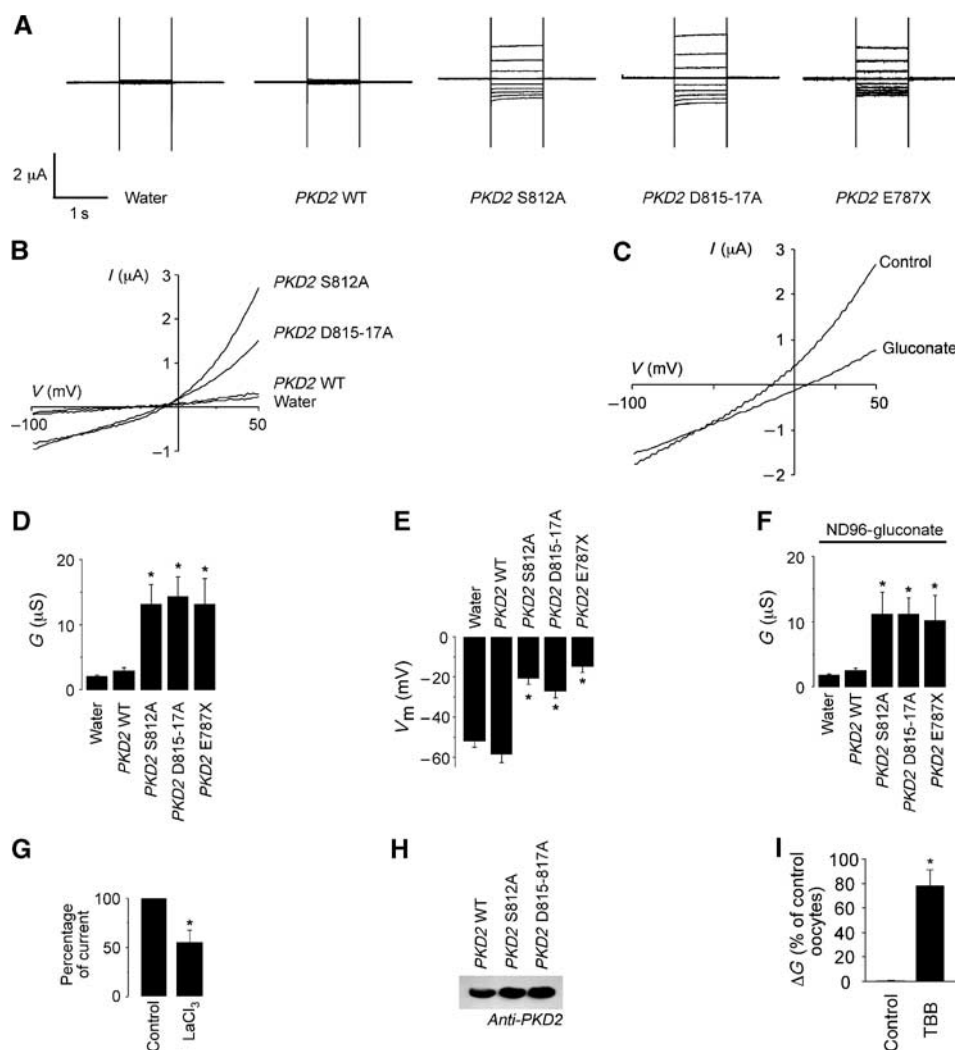 A
2 μA
1 s
Water
PKD2 WT
PKD2 S812A
PKD2 D815-17A
PKD2 E787X
B
I (μA)
3
PKD2 S812A
2
PKD2 D815-17A
1
V (mV)
PKD2 WT
Water
−100
50
−1
C
I (μA)
3
Control
2
1
Gluconate
V (mV)
−100
50
−1
−2
D
20
10
0
G (μS)
*
*
*
Water
PKD2 WT
PKD2 S812A
PKD2 D815-17A
PKD2 E787X
E
Water
PKD2 WT
PKD2 S812A
PKD2 D815-17A
PKD2 E787X
0
−20
−40
−60
Vm (mV)
*
*
*
F
ND96-gluconate
20
10
0
G (μS)
*
*
*
Water
PKD2 WT
PKD2 S812A
PKD2 D815-17A
PKD2 E787X
G
100
50
0
Percentage
of current
*
Control
LaCl3
H
PKD2 WT
PKD2 S812A
PKD2 D815-817A
Anti-PKD2
I
100
80
60
40
20
0
ΔG (% of control
oocytes)
*
Control
TBB